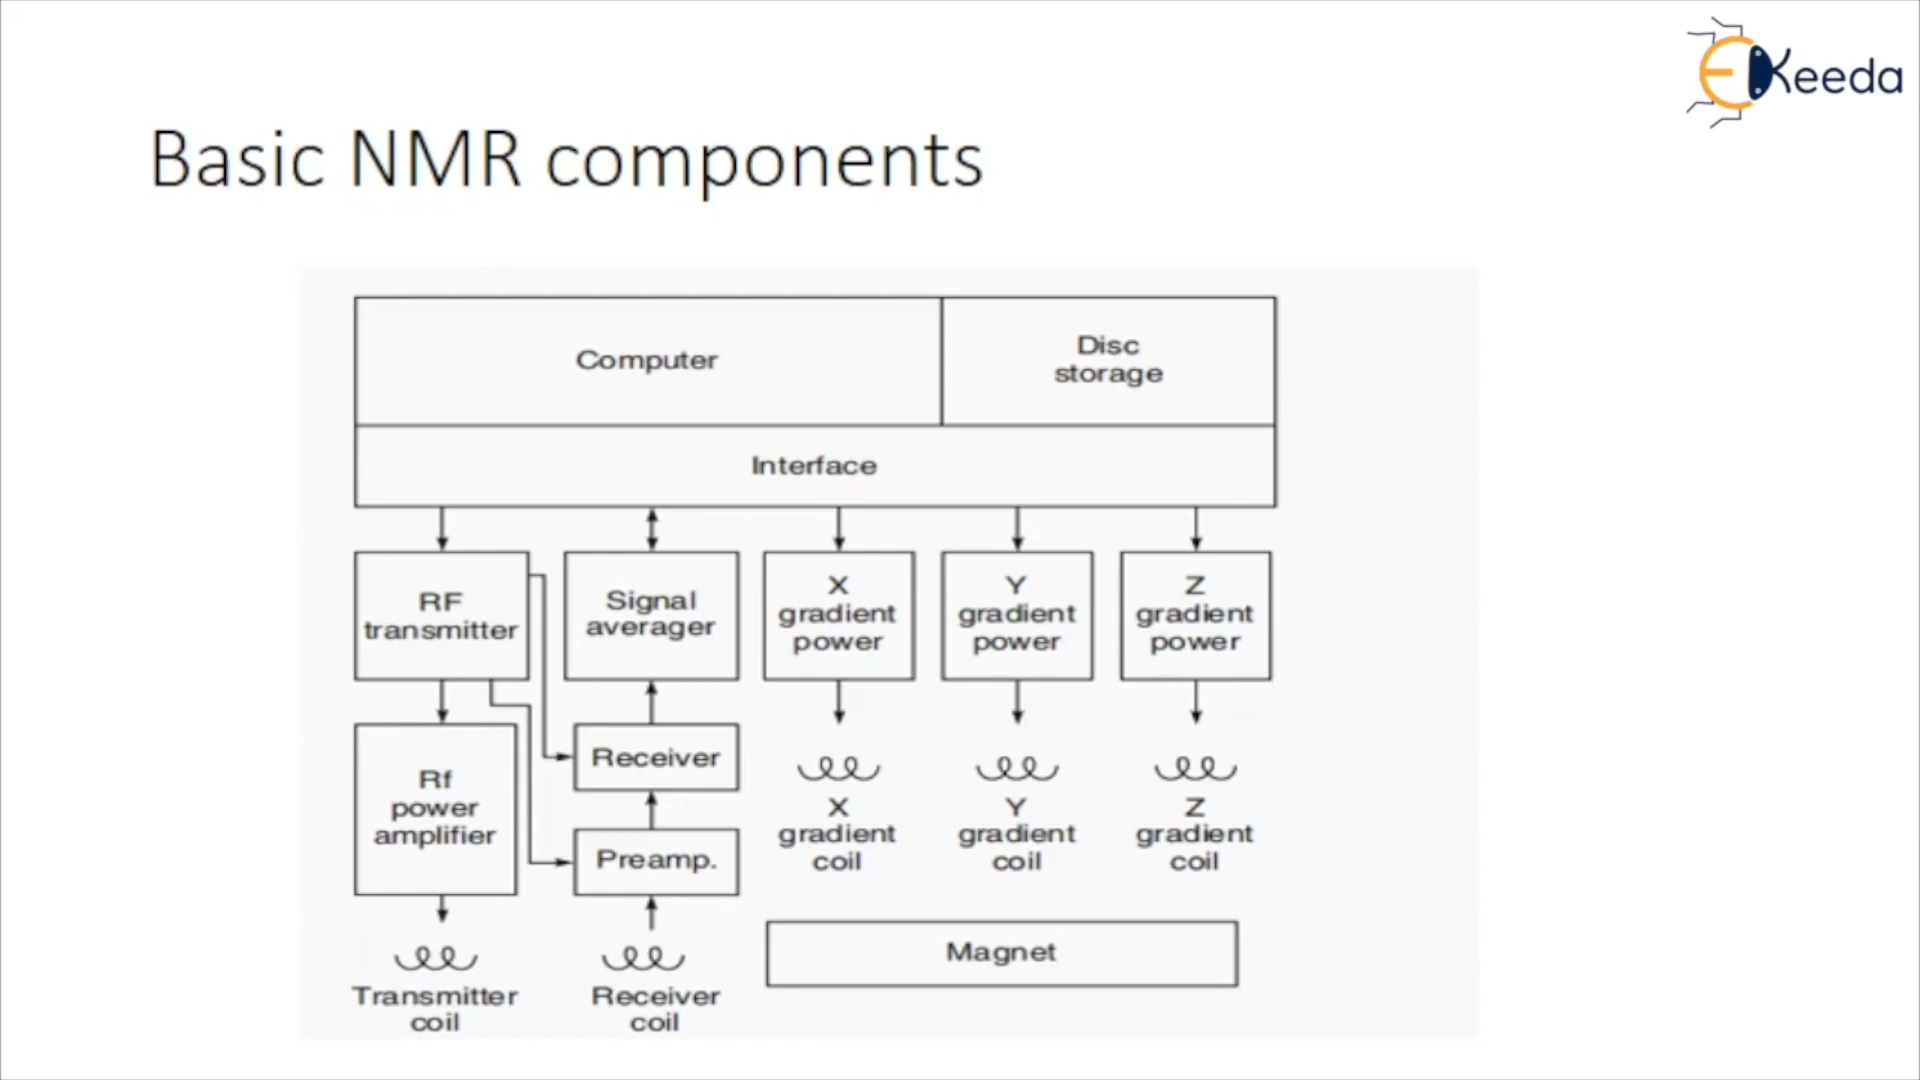 EKeeda
Basic NMR components
Computer
Disc
storage
Interface
RF
transmitter
Signal
averager
X
gradient
power
Y
gradient
power
Z
gradient
power
Rf
power
amplifier
Receiver
Preamp.
X
gradient
coil
Y
gradient
coil
Z
gradient
coil
Magnet
Transmitter
coil
Receiver
coil